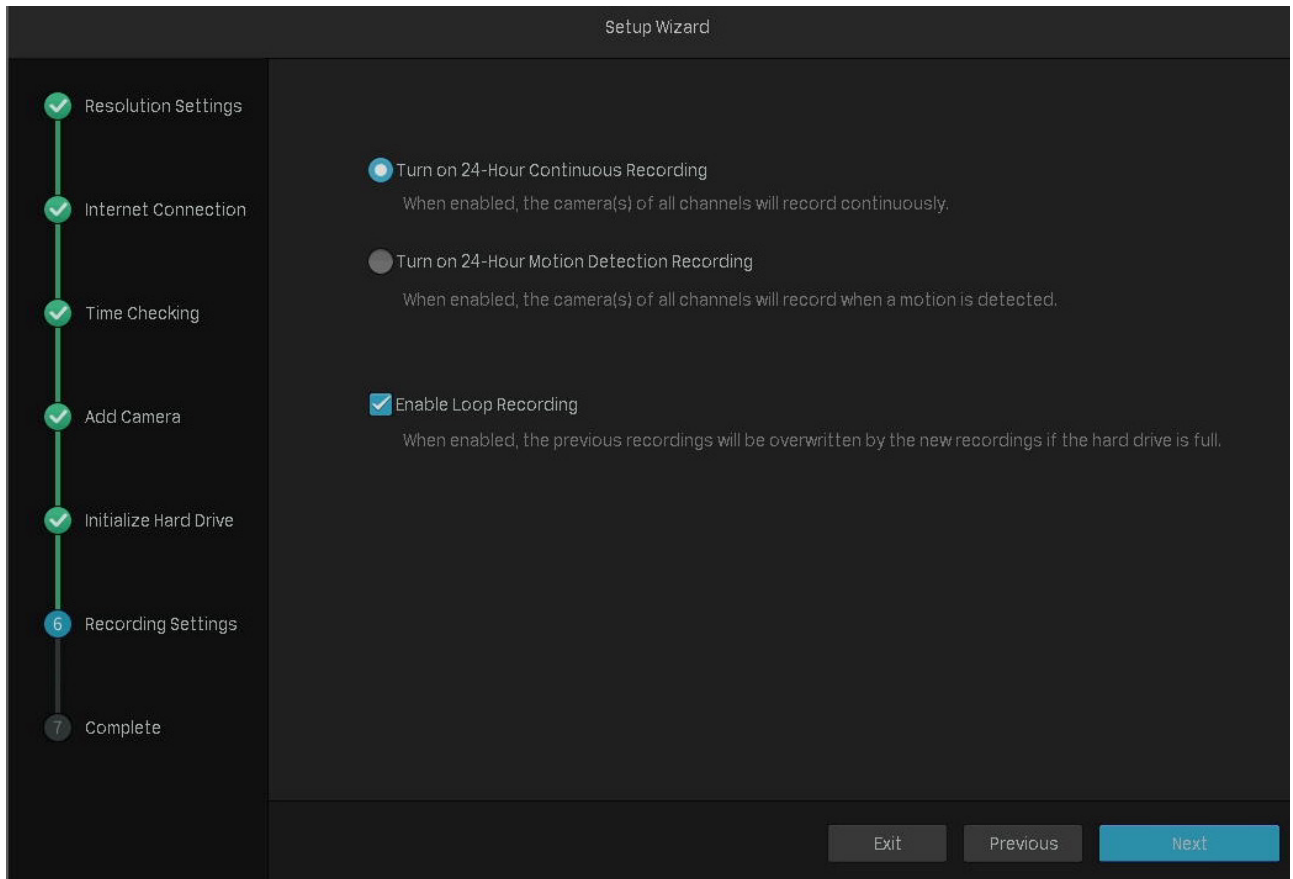 Setup Wizard
Resolution Settings
Internet Connection
Time Checking
Add Camera
Initialize Hard Drive
6 Recording Settings
7 Complete
Turn on 24-Hour Continuous Recording
When enabled, the camera(s) of all channels will record continuously.
Turn on 24-Hour Motion Detection Recording
When enabled, the camera(s) of all channels will record when a motion is detected.
Enable Loop Recording
When enabled, the previous recordings will be overwritten by the new recordings if the hard drive is full.
Exit Previous Next